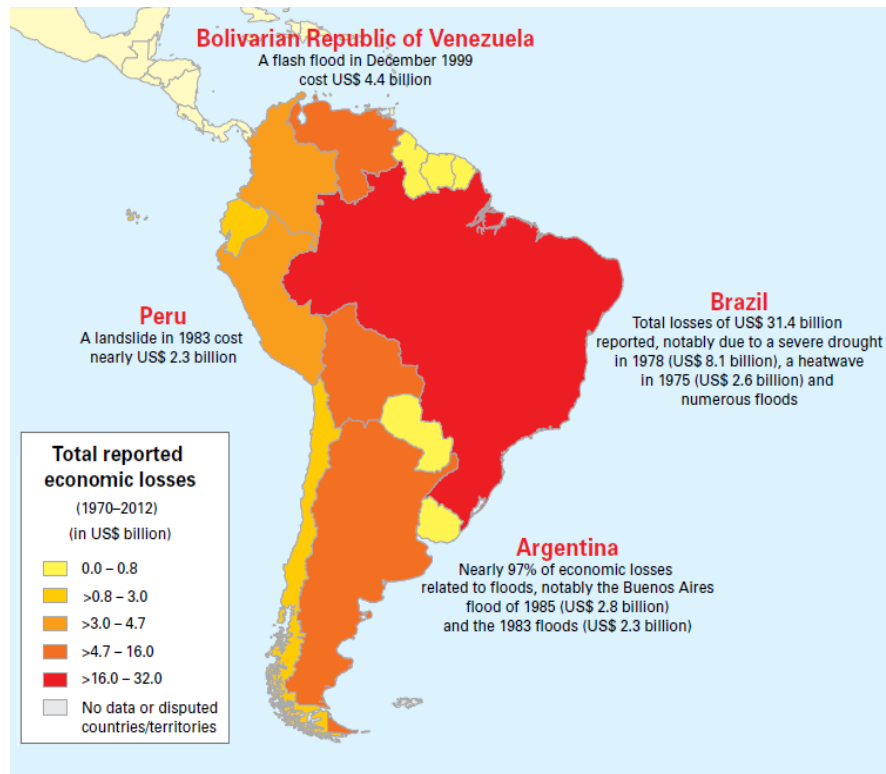 Bolivarian Republic of Venezuela
A flash flood in December 1999
cost US$ 4.4 billion
Peru
A landslide in 1983 cost
nearly US$ 2.3 billion
Brazil
Total losses of US$ 31.4 billion
reported, notably due to a severe drought
in 1978 (US$ 8.1 billion), a heatwave
in 1975 (US$ 2.6 billion) and
numerous floods
Argentina
Nearly 97% of economic losses
related to floods, notably the Buenos Aires
flood of 1985 (US$ 2.8 billion)
and the 1983 floods (US$ 2.3 billion)
Total reported
economic losses
(1970–2012)
(in US$ billion)
0.0 – 0.8
>0.8 – 3.0
>3.0 – 4.7
>4.7 – 16.0
>16.0 – 32.0
No data or disputed
countries/territories